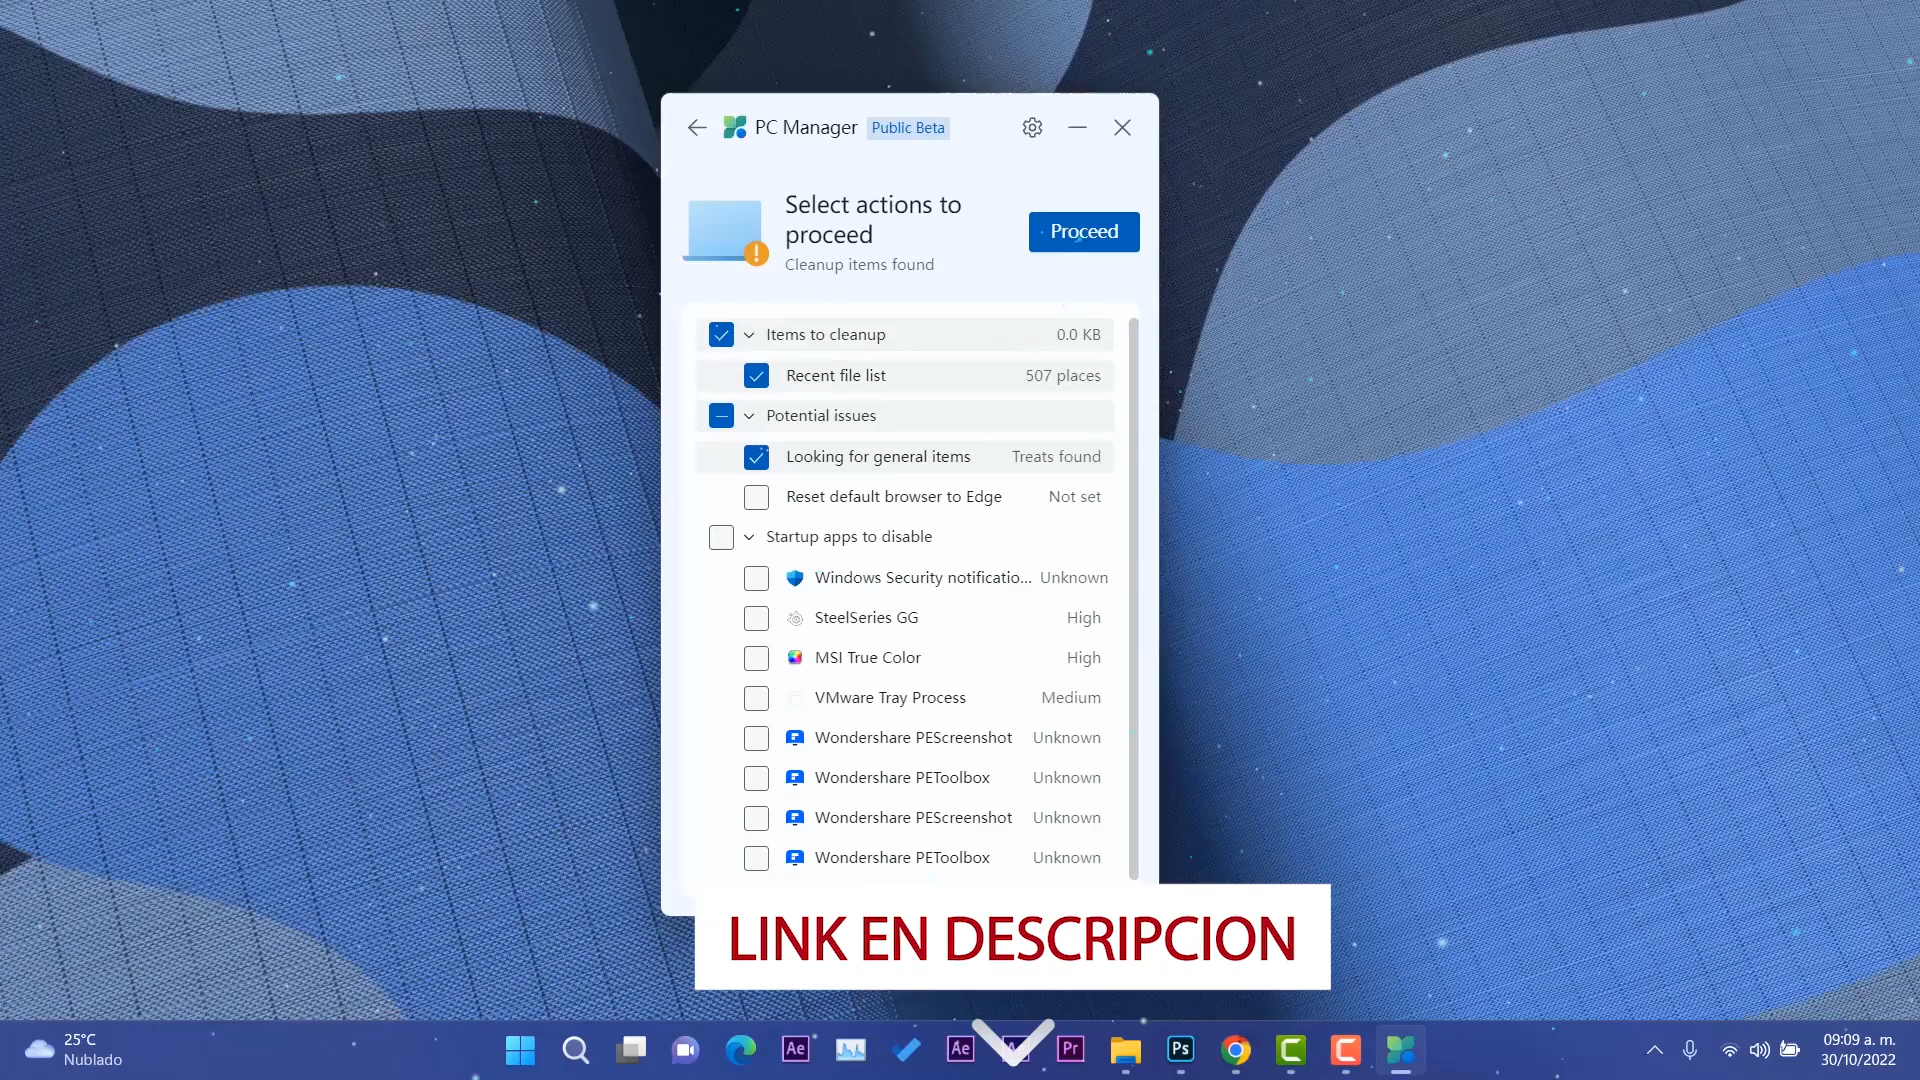 PC Manager Public Beta
Select actions to
proceed
Cleanup items found
Proceed
Items to cleanup 0.0 KB
Recent file list 507 places
Potential issues
Looking for general items Treats found
Reset default browser to Edge Not set
Startup apps to disable
Windows Security notificatio... Unknown
SteelSeries GG High
MSI True Color High
VMware Tray Process Medium
Wondershare PEScreenshot Unknown
Wondershare PEToolbox Unknown
Wondershare PEScreenshot Unknown
Wondershare PEToolbox Unknown
LINK EN DESCRIPCION
25°C
Nublado
Ae
Ae
Pr
Ps
09:09 a. m.
30/10/2022